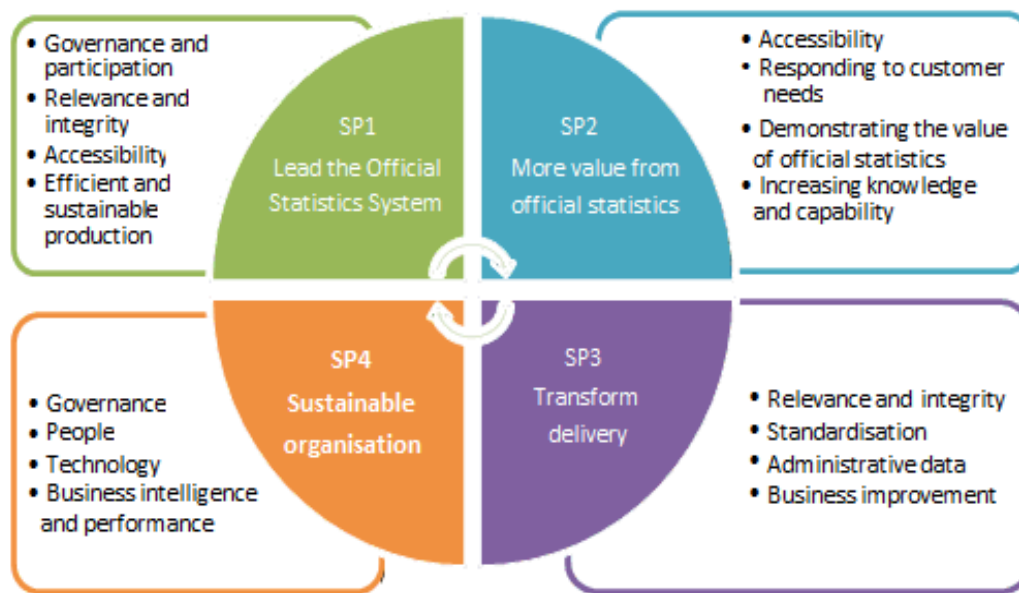 • Governance and
participation
• Relevance and
integrity
• Accessibility
• Efficient and
sustainable
production
SP1
Lead the Official
Statistics System
SP2
More value from
official statistics
• Accessibility
• Responding to customer
needs
• Demonstrating the value
of official statistics
• Increasing knowledge
and capability
• Governance
• People
• Technology
• Business intelligence
and performance
SP4
Sustainable
organisation
SP3
Transform
delivery
• Relevance and integrity
• Standardisation
• Administrative data
• Business improvement